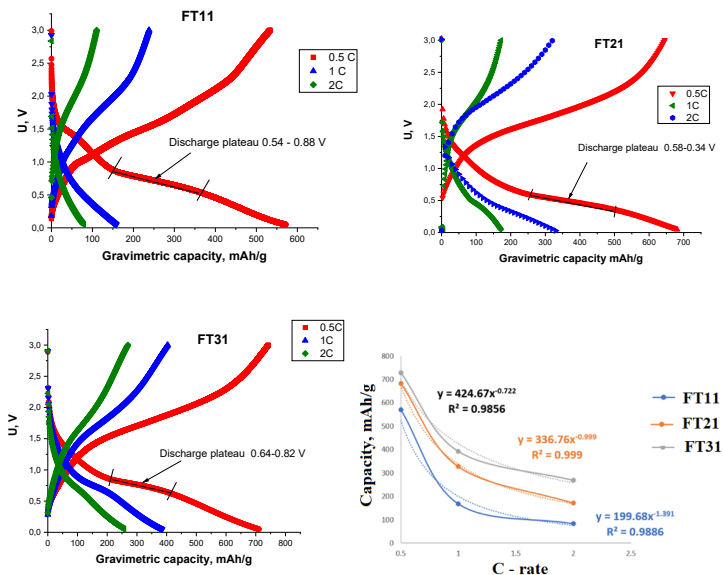 FT11
3,0
2,5
2,0
1,5
1,0
0,5
0,0
U, V
0.5 C
1 C
2C
Discharge plateau 0.54 - 0.88 V
0 100 200 300 400 500 600
Gravimetric capacity, mAh/g
FT21
3,0
2,5
2,0
1,5
1,0
0,5
0,0
U, V
0.5C
1C
2C
Discharge plateau 0.58-0.34 V
0 100 200 300 400 500 600 700
Gravimetric capacity mAh/g
FT31
3,0
2,5
2,0
1,5
1,0
0,5
0,0
U, V
0.5C
1C
2C
Discharge plateau 0.64-0.82 V
0 100 200 300 400 500 600 700 800
Gravimetric capacity, mAh/g
800
700
600
500
400
300
200
100
0
Capacity, mAh/g
y = 424.67x^-0.722
R² = 0.9856
y = 336.76x^-0.999
R² = 0.999
y = 199.68x^-1.391
R² = 0.9886
FT11
FT21
FT31
0.5 1 1.5 2 2.5
C - rate